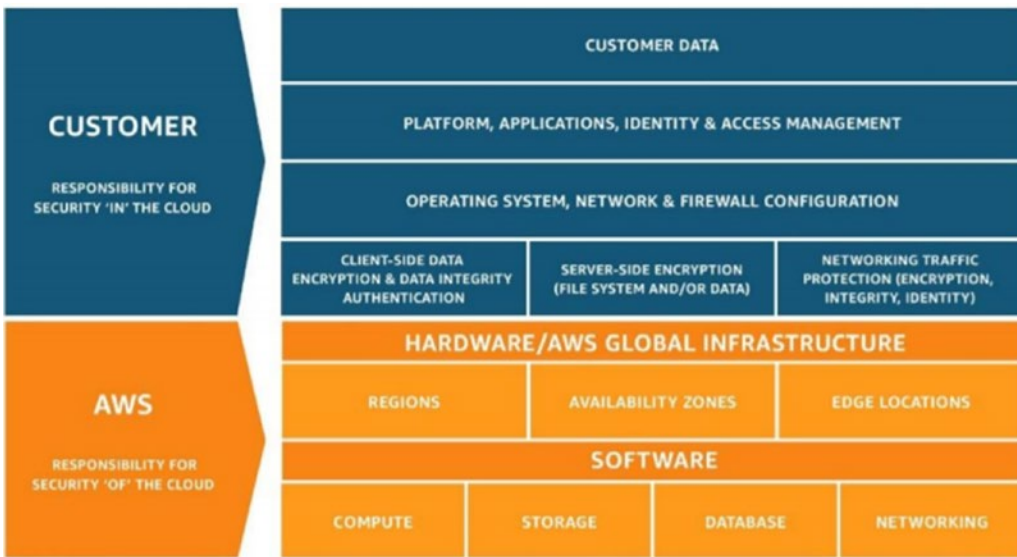 CUSTOMER
RESPONSIBILITY FOR
SECURITY ‘IN’ THE CLOUD
CUSTOMER DATA
PLATFORM, APPLICATIONS, IDENTITY & ACCESS MANAGEMENT
OPERATING SYSTEM, NETWORK & FIREWALL CONFIGURATION
CLIENT-SIDE DATA
ENCRYPTION & DATA INTEGRITY
AUTHENTICATION
SERVER-SIDE ENCRYPTION
(FILE SYSTEM AND/OR DATA)
NETWORKING TRAFFIC
PROTECTION (ENCRYPTION,
INTEGRITY, IDENTITY)
AWS
RESPONSIBILITY FOR
SECURITY ‘OF’ THE CLOUD
HARDWARE/AWS GLOBAL INFRASTRUCTURE
REGIONS
AVAILABILITY ZONES
EDGE LOCATIONS
SOFTWARE
COMPUTE
STORAGE
DATABASE
NETWORKING